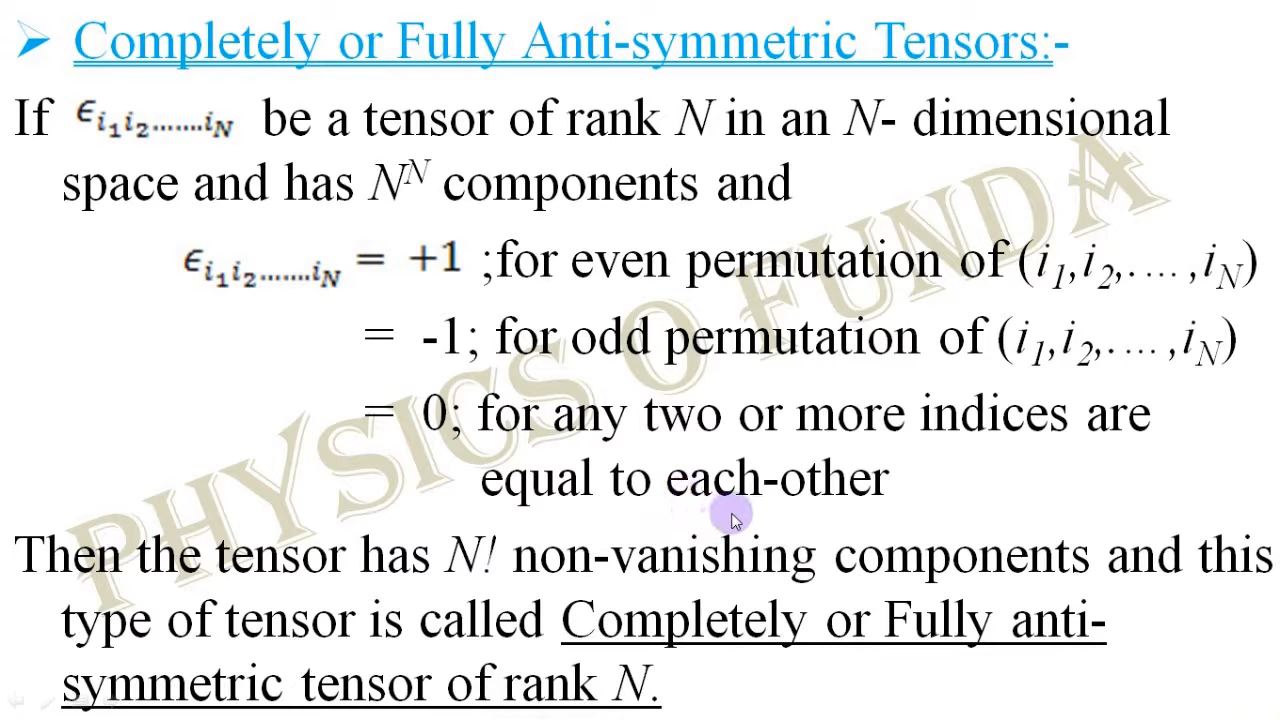 ➤ Completely or Fully Anti-symmetric Tensors:-
If ϵ_{i₁i₂.......i_N} be a tensor of rank N in an N- dimensional
space and has N^N components and
ϵ_{i₁i₂.......i_N} = +1 ;for even permutation of (i₁,i₂,.…,i_N)
= -1; for odd permutation of (i₁,i₂,.…,i_N)
= 0; for any two or more indices are
equal to each-other
Then the tensor has N! non-vanishing components and this
type of tensor is called Completely or Fully anti-
symmetric tensor of rank N.
PHYSICS O FUNDA